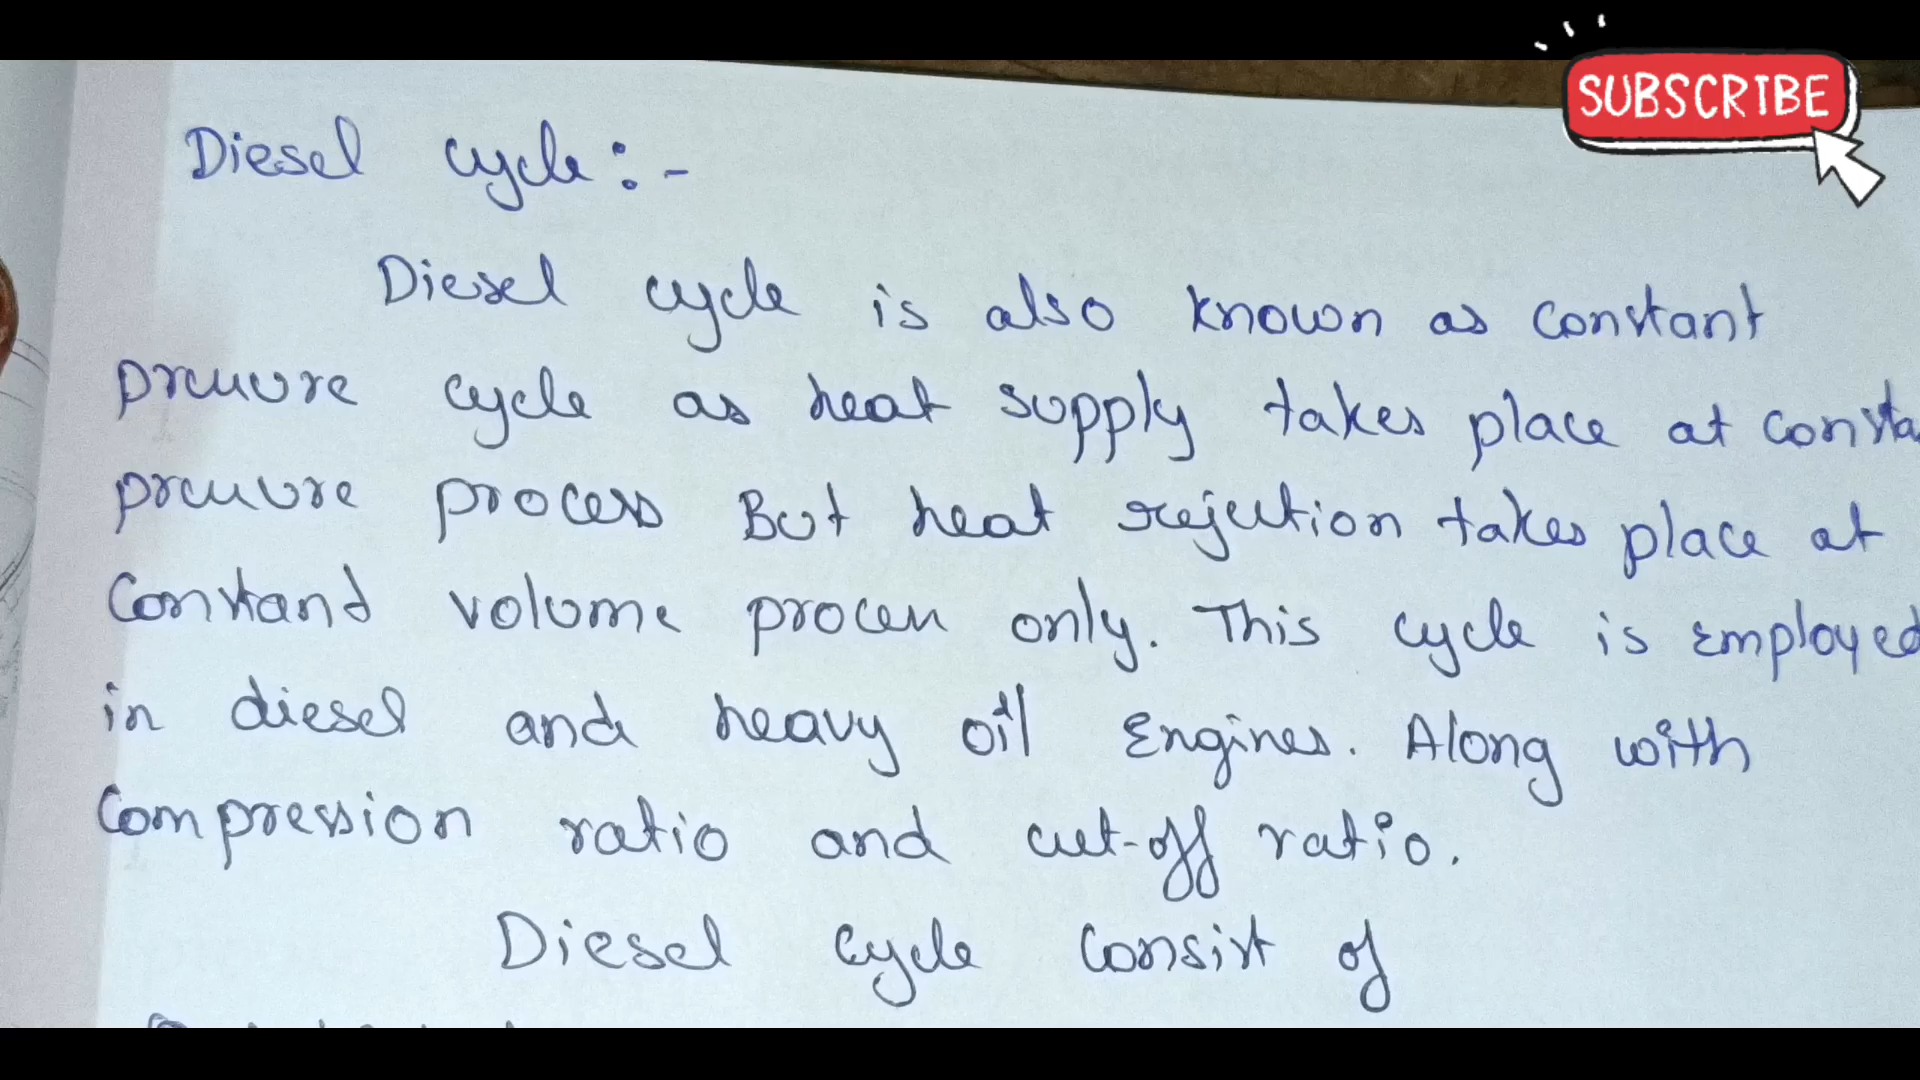 SUBSCRIBE
Diesel cycle:-
Diesel cycle is also known as constant
pressure cycle as heat supply takes place at consta
pressure process But heat rejection takes place at
Constand volume process only. This cycle is employed
in diesel and heavy oil Engines. Along with
Compression ratio and cut-off ratio.
Diesel cycle consist of